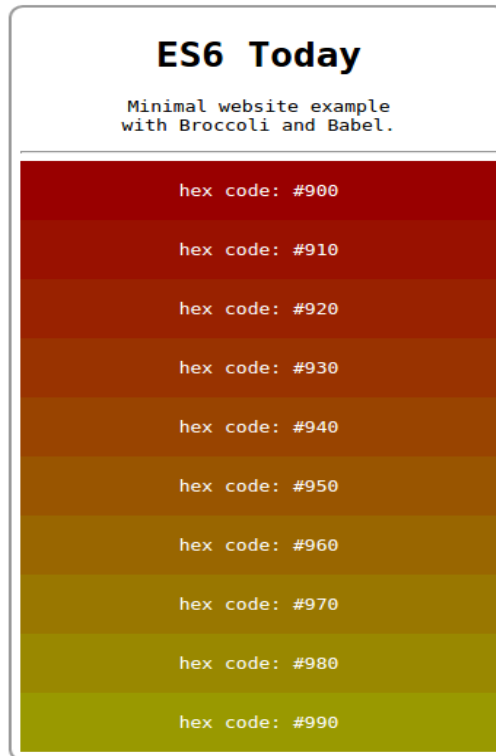 ES6 Today
Minimal website example
with Broccoli and Babel.
hex code: #900
hex code: #910
hex code: #920
hex code: #930
hex code: #940
hex code: #950
hex code: #960
hex code: #970
hex code: #980
hex code: #990